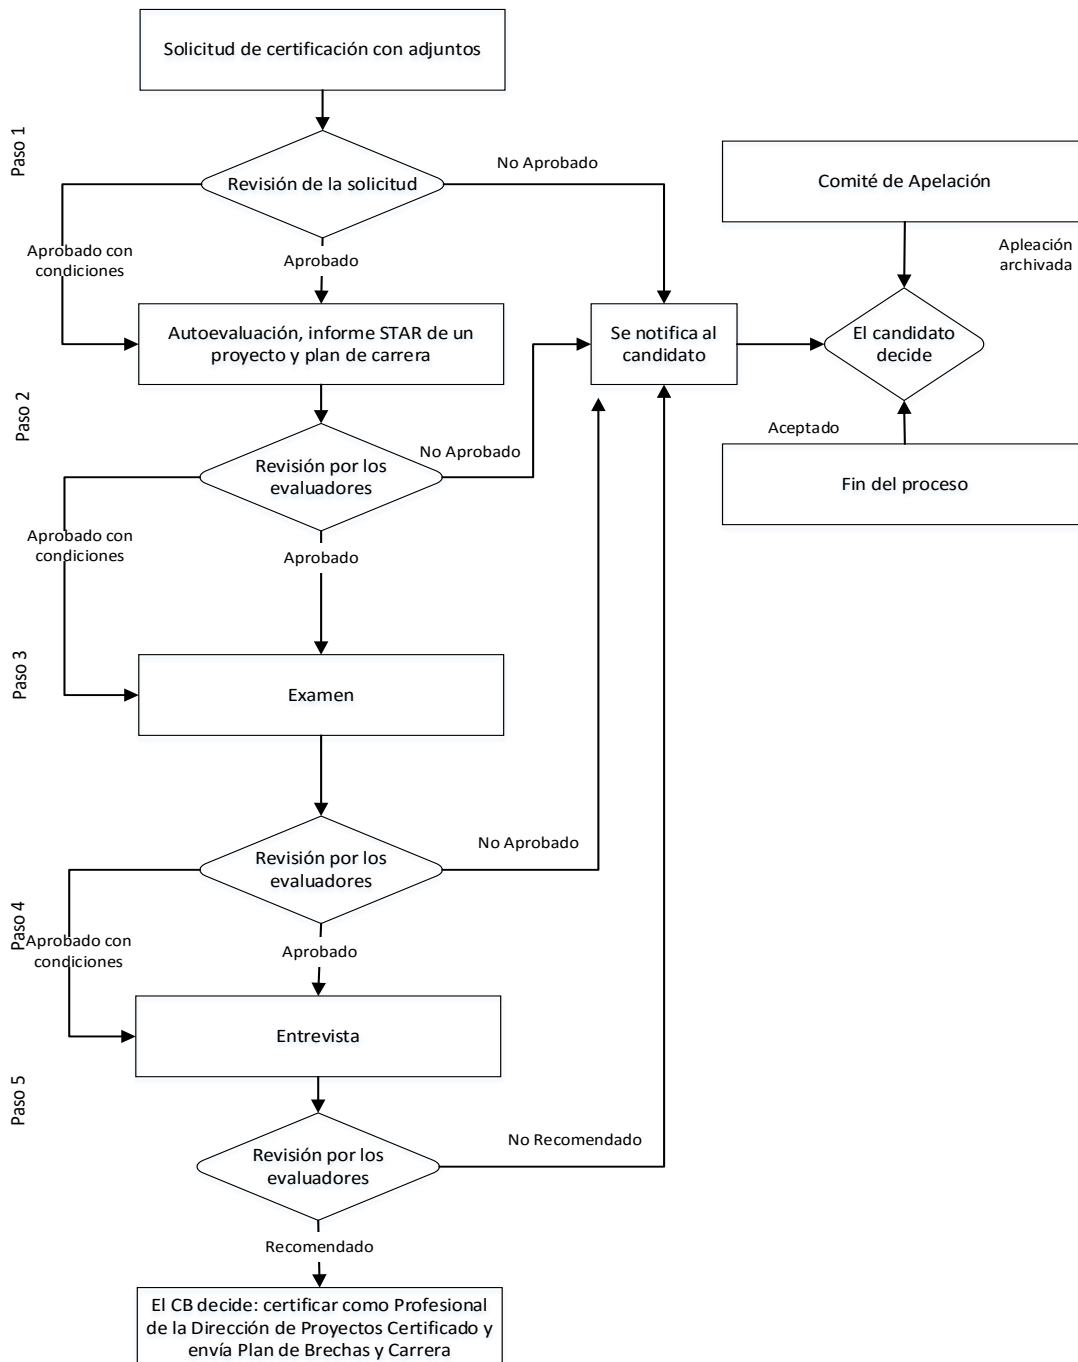 Solicitud de certificación con adjuntos
Paso 1
Revisión de la solicitud
No Aprobado
Aprobado con
condiciones
Aprobado
Comité de Apelación
Apleación
archivada
Autoevaluación, informe STAR de un
proyecto y plan de carrera
Se notifica al
candidato
El candidato
decide
Paso 2
Revisión por los
evaluadores
No Aprobado
Aceptado
Fin del proceso
Aprobado con
condiciones
Aprobado
Paso 3
Examen
Revisión por los
evaluadores
No Aprobado
Paso 4
Aprobado con
condiciones
Aprobado
Entrevista
Paso 5
Revisión por los
evaluadores
No Recomendado
Recomendado
El CB decide: certificar como Profesional
de la Dirección de Proyectos Certificado y
envía Plan de Brechas y Carrera